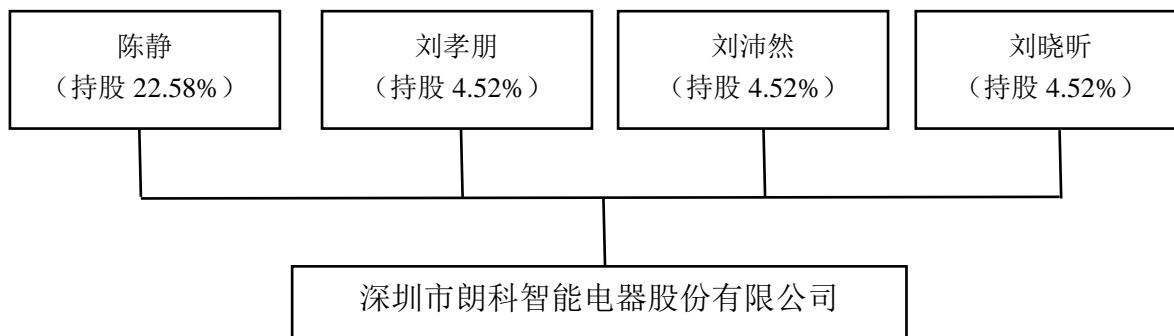 陈静
（持股 22.58%）
刘孝朋
（持股 4.52%）
刘沛然
（持股 4.52%）
刘晓昕
（持股 4.52%）
深圳市朗科智能电器股份有限公司